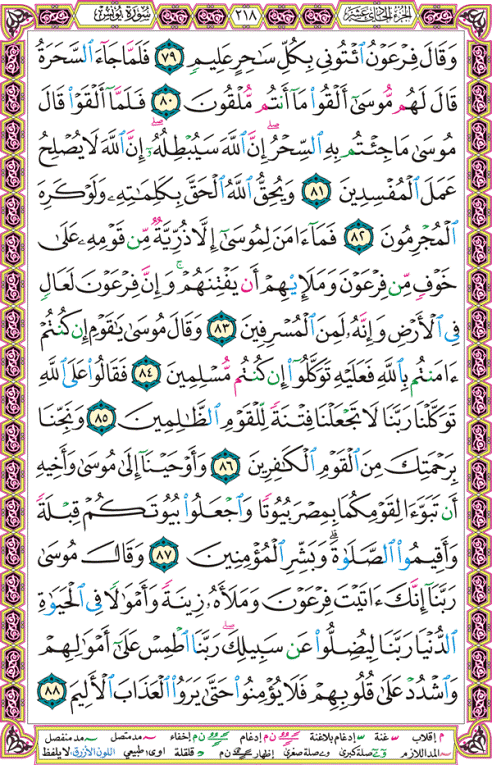 الجزء الحادي عشر ٢١٨ سورة يونس
وَقَالَ فِرْعَوْنُ ٱئْتُونِى بِكُلِّ سَـٰحِرٍ عَلِيمٍ ٧٩ فَلَمَّا جَآءَ ٱلسَّحَرَةُ
قَالَ لَهُم مُّوسَىٰٓ أَلْقُوا۟ مَآ أَنتُم مُّلْقُونَ ٨٠ فَلَمَّآ أَلْقَوْا۟ قَالَ
مُوسَىٰ مَا جِئْتُم بِهِ ٱلسِّحْرُ ۖ إِنَّ ٱللَّهَ سَيُبْطِلُهُۥٓ ۖ إِنَّ ٱللَّهَ لَا يُصْلِحُ
عَمَلَ ٱلْمُفْسِدِينَ ٨١ وَيُحِقُّ ٱللَّهُ ٱلْحَقَّ بِكَلِمَـٰتِهِۦ وَلَوْ كَرِهَ
ٱلْمُجْرِمُونَ ٨٢ فَمَآ ءَامَنَ لِمُوسَىٰٓ إِلَّا ذُرِّيَّةٌ مِّن قَوْمِهِۦ عَلَىٰ
خَوْفٍ مِّن فِرْعَوْنَ وَمَلَإِي۟هِمْ أَن يَفْتِنَهُمْ ۚ وَإِنَّ فِرْعَوْنَ لَعَالٍ
فِى ٱلْأَرْضِ وَإِنَّهُۥ لَمِنَ ٱلْمُسْرِفِينَ ٨٣ وَقَالَ مُوسَىٰ يَـٰقَوْمِ إِن كُنتُمْ
ءَامَنتُم بِٱللَّهِ فَعَلَيْهِ تَوَكَّلُوٓا۟ إِن كُنتُم مُّسْلِمِينَ ٨٤ فَقَالُوا۟ عَلَى ٱللَّهِ
تَوَكَّلْنَا رَبَّنَا لَا تَجْعَلْنَا فِتْنَةً لِّلْقَوْمِ ٱلظَّـٰلِمِينَ ٨٥ وَنَجِّنَا
بِرَحْمَتِكَ مِنَ ٱلْقَوْمِ ٱلْكَـٰفِرِينَ ٨٦ وَأَوْحَيْنَآ إِلَىٰ مُوسَىٰ وَأَخِيهِ
أَن تَبَوَّءَا لِقَوْمِكُمَا بِمِصْرَ بُيُوتًا وَٱجْعَلُوا۟ بُيُوتَكُمْ قِبْلَةً
وَأَقِيمُوا۟ ٱلصَّلَوٰةَ ۗ وَبَشِّرِ ٱلْمُؤْمِنِينَ ٨٧ وَقَالَ مُوسَىٰ
رَبَّنَآ إِنَّكَ ءَاتَيْتَ فِرْعَوْنَ وَمَلَأَهُۥ زِينَةً وَأَمْوَٰلًا فِى ٱلْحَيَوٰةِ
ٱلدُّنْيَا رَبَّنَا لِيُضِلُّوا۟ عَن سَبِيلِكَ ۖ رَبَّنَا ٱطْمِسْ عَلَىٰٓ أَمْوَٰلِهِمْ
وَٱشْدُدْ عَلَىٰ قُلُوبِهِمْ فَلَا يُؤْمِنُوا۟ حَتَّىٰ يَرَوُا۟ ٱلْعَذَابَ ٱلْأَلِيمَ ٨٨
م إقلاب غنة إدغام بلاغنة ن م إدغام ن م إخفاء مد متصل مد منفصل
المد اللازم صلة كبرى صلة صغرى إظهار ن م قلقلة اوى: طبيعي اللون الأزرق: لا يلفظ